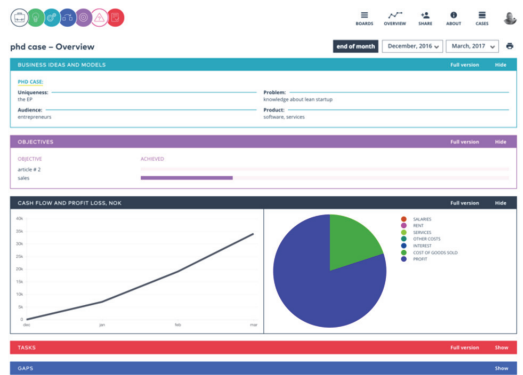 BOARDS OVERVIEW SHARE ABOUT CASES
phd case – Overview
end of month December, 2016 March, 2017
BUSINESS IDEAS AND MODELS Full version Hide
PHD CASE:
Uniqueness: Problem:
the EP knowledge about lean startup
Audience: Product:
entrepreneurs software, services
OBJECTIVES Full version Hide
OBJECTIVE ACHIEVED
article # 2
sales
CASH FLOW AND PROFIT LOSS, NOK Full version Hide
40k
35k
30k
25k
20k
15k
10k
5k
0
des jan feb mar
SALARIES
RENT
SERVICES
OTHER COSTS
INTEREST
COST OF GOODS SOLD
PROFIT
TASKS Full version Show
GAPS Show